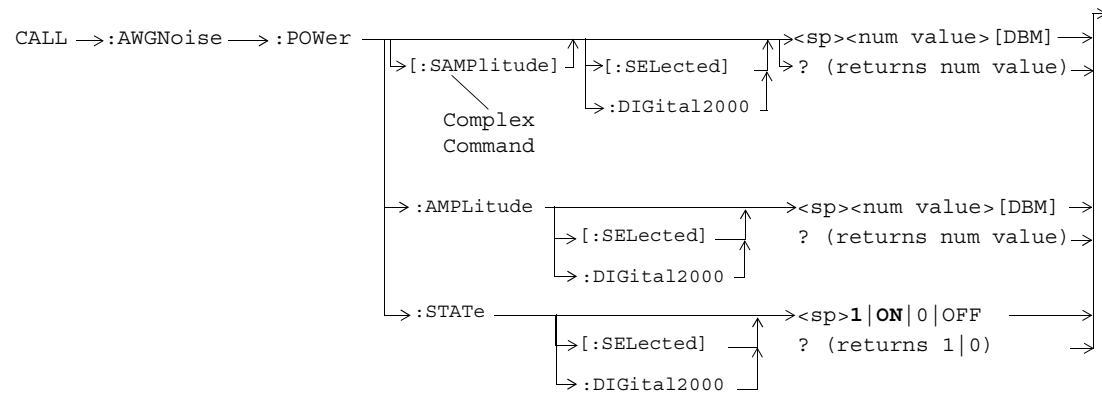 CALL :AWGNoise :POWer <sp><num value>[DBM]
[:SAMPlitude] [:SELected] ? (returns num value)
:DIGital2000
Complex
Command
:AMPLitude <sp><num value>[DBM]
[:SELected] ? (returns num value)
:DIGital2000
:STATe <sp>1|ON|0|OFF
[:SELected] ? (returns 1|0)
:DIGital2000